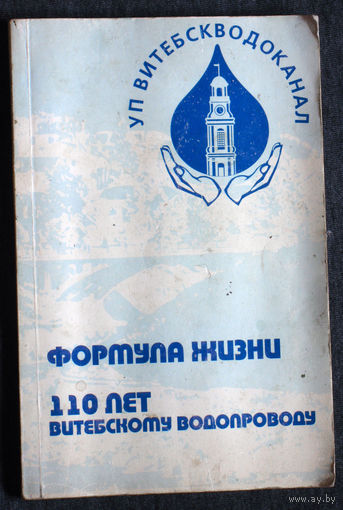 УП ВИТЕБСКВОДОКАНАЛ
ФОРМУЛА ЖИЗНИ
110 ЛЕТ
ВИТЕБСКОМУ ВОДОПРОВОДУ
www.ay.by